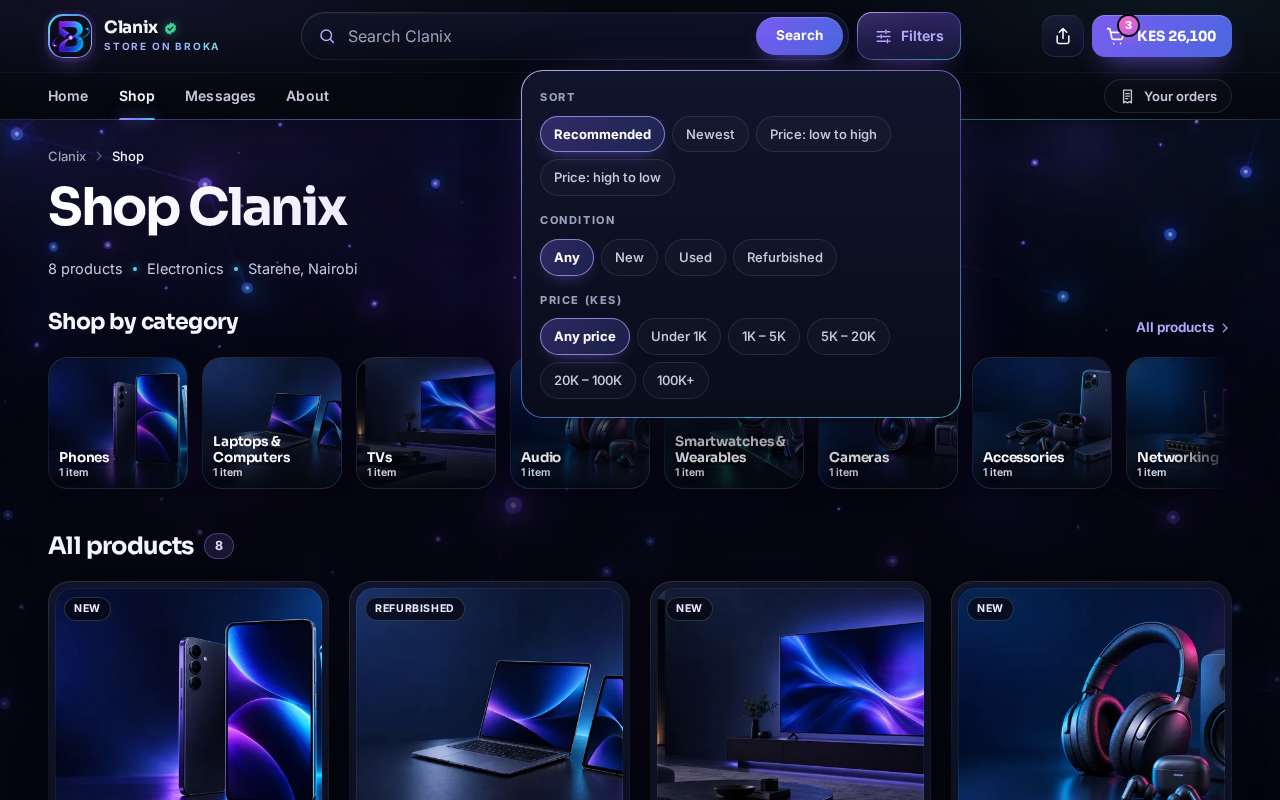 Clanix
STORE ON BROKA
Search Clanix
Search
Filters
3
KES 26,100
Home
Shop
Messages
About
Your orders
SORT
Recommended
Newest
Price: low to high
Price: high to low
CONDITION
Any
New
Used
Refurbished
PRICE (KES)
Any price
Under 1K
1K – 5K
5K – 20K
20K – 100K
100K+
Clanix > Shop
Shop Clanix
8 products • Electronics • Starehe, Nairobi
Shop by category
All products
Phones
1 item
Laptops &
Computers
1 item
TVs
1 item
Audio
1 item
Smartwatches &
Wearables
1 item
Cameras
1 item
Accessories
1 item
Networking
1 item
All products
8
NEW
REFURBISHED
NEW
NEW